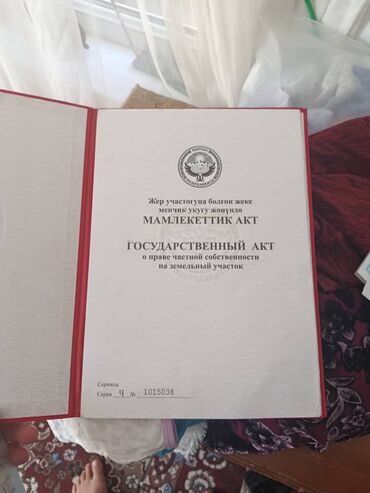 Жер участогуна болгон жеке
менчик укугу жөнүндө
МАМЛЕКЕТТИК АКТ
ГОСУДАРСТВЕННЫЙ АКТ
о праве частной собственности
на земельный участок
Сериясы
Серия Ч № 1015038